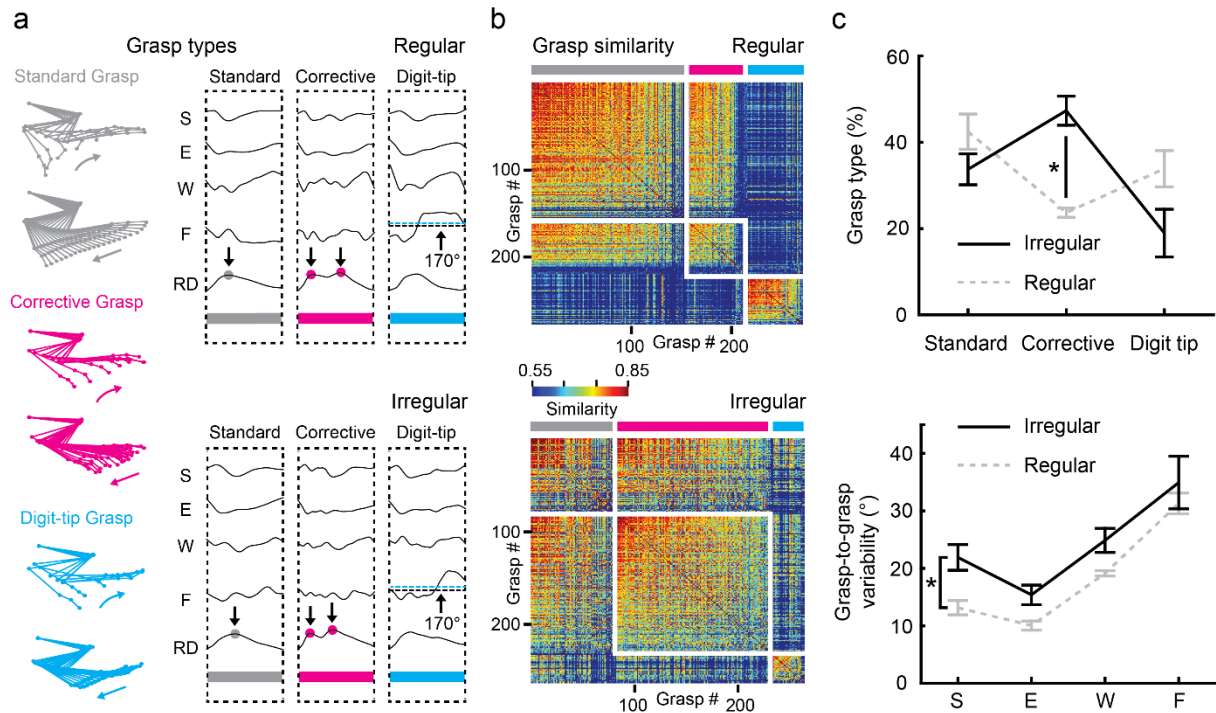 a
Grasp types
Regular
Standard Grasp
Standard
Corrective
Digit-tip
S
E
W
F
170°
RD
Corrective Grasp
Digit-tip Grasp
Irregular
Standard
Corrective
Digit-tip
S
E
W
F
170°
RD
b
Grasp similarity
Regular
Grasp #
100
200
100
Grasp #
200
0.55
0.85
Similarity
Irregular
Grasp #
100
200
100
Grasp #
200
c
Grasp type (%)
60
40
20
0
*
Irregular
Regular
Standard
Corrective
Digit tip
Grasp-to-grasp
variability (°)
40
30
20
10
0
Irregular
Regular
*
S
E
W
F